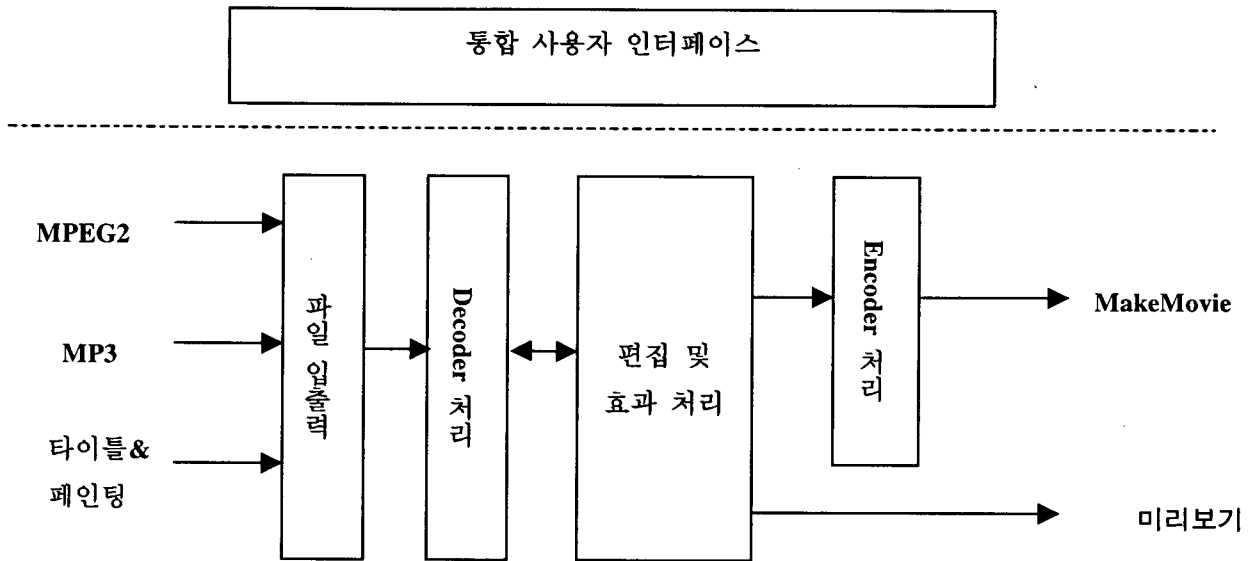 통합 사용자 인터페이스
MPEG2
MP3
타이틀&
페인팅
파일 입출력
Decoder 처리
편집 및
효과 처리
Encoder 처리
MakeMovie
미리보기